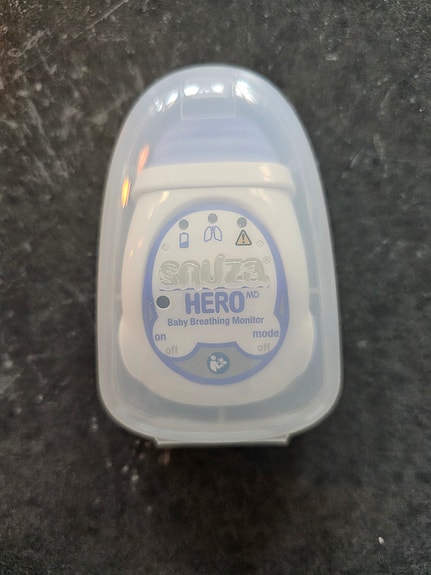 snuza®
HERO MD
Baby Breathing Monitor
on mode
off off